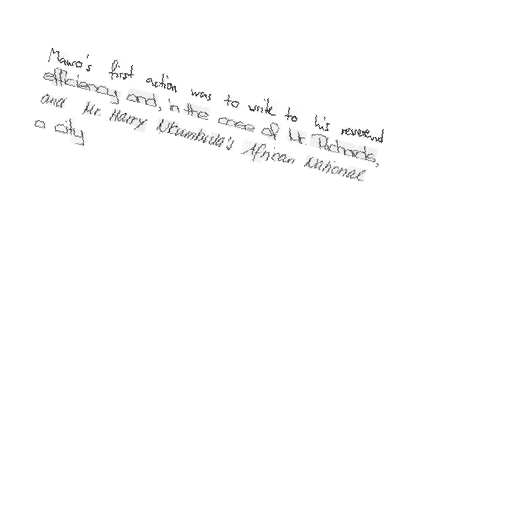 Mauro's first action was to write to his reverend
efficiency and, in the case of Mr. Richards,
and Mr. Harry Nkumbula's African National
a city